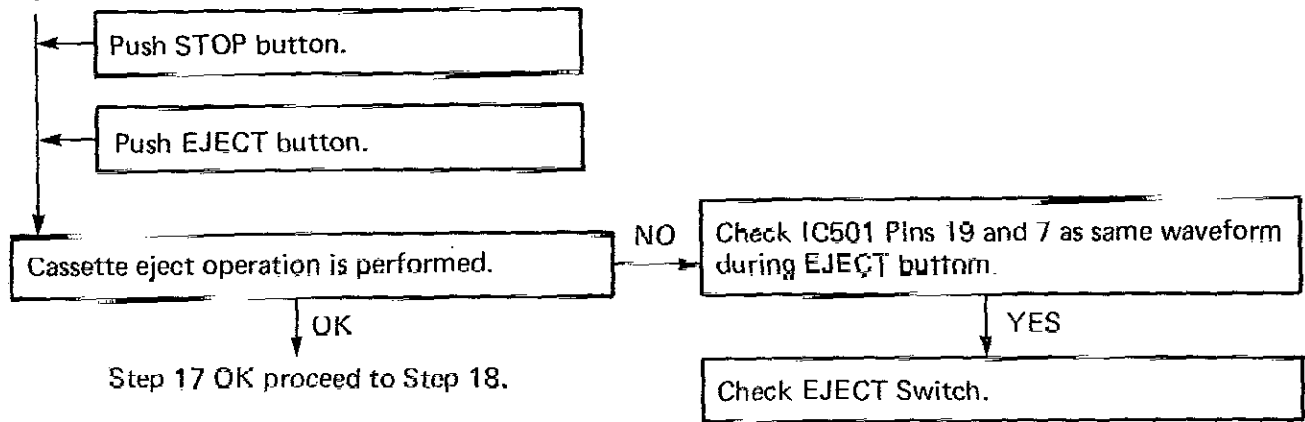 Push STOP button.
Push EJECT button.
Cassette eject operation is performed.
NO
Check IC501 Pins 19 and 7 as same waveform
during EJECT buttom.
OK
YES
Step 17 OK proceed to Step 18.
Check EJECT Switch.